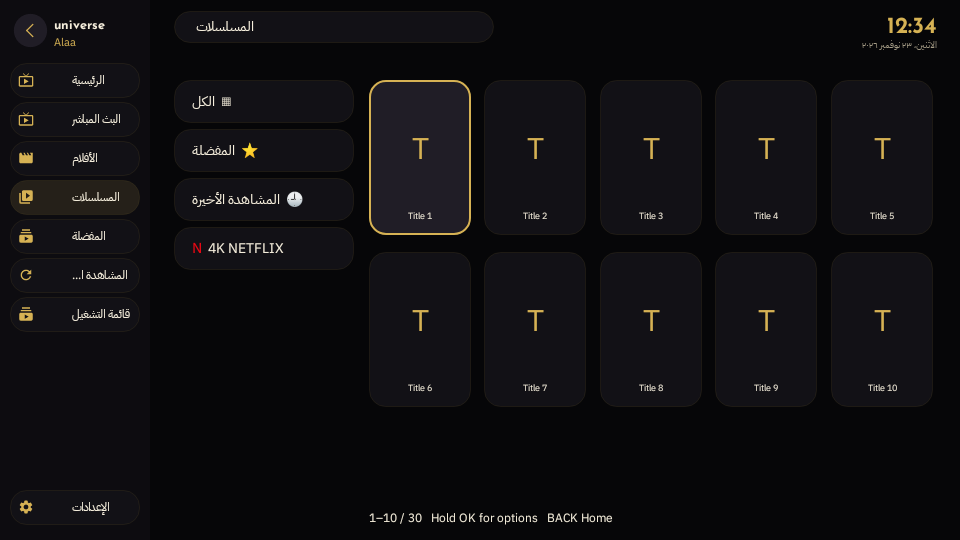 universe
Alaa
الرئيسية
البث المباشر
الأفلام
المسلسلات
المفضلة
المشاهدة ا...
قائمة التشغيل
الإعدادات
المسلسلات
12:34
الاثنين، ٢٣ نوفمبر ٢٠٢٦
الكل
المفضلة
المشاهدة الأخيرة
N 4K NETFLIX
T T T T T
Title 1 Title 2 Title 3 Title 4 Title 5
T T T T T
Title 6 Title 7 Title 8 Title 9 Title 10
1–10 / 30 Hold OK for options BACK Home